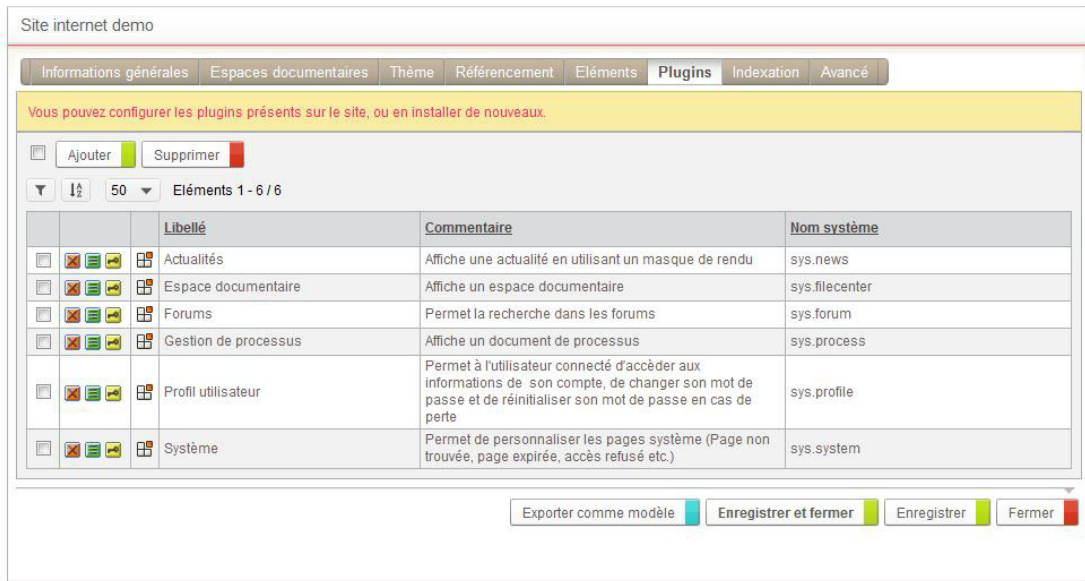 Site internet demo
Informations générales Espaces documentaires Thème Référencement Eléments Plugins Indexation Avancé
Vous pouvez configurer les plugins présents sur le site, ou en installer de nouveaux.
Ajouter Supprimer
50 Eléments 1 - 6 / 6
Libellé Commentaire Nom système
Actualités Affiche une actualité en utilisant un masque de rendu sys.news
Espace documentaire Affiche un espace documentaire sys.filecenter
Forums Permet la recherche dans les forums sys.forum
Gestion de processus Affiche un document de processus sys.process
Permet à l'utilisateur connecté d'accèder aux
informations de son compte, de changer son mot de
Profil utilisateur passe et de réinitialiser son mot de passe en cas de sys.profile
perte
Système Permet de personnaliser les pages système (Page non sys.system
trouvée, page expirée, accès refusé etc.)
Exporter comme modèle Enregistrer et fermer Enregistrer Fermer